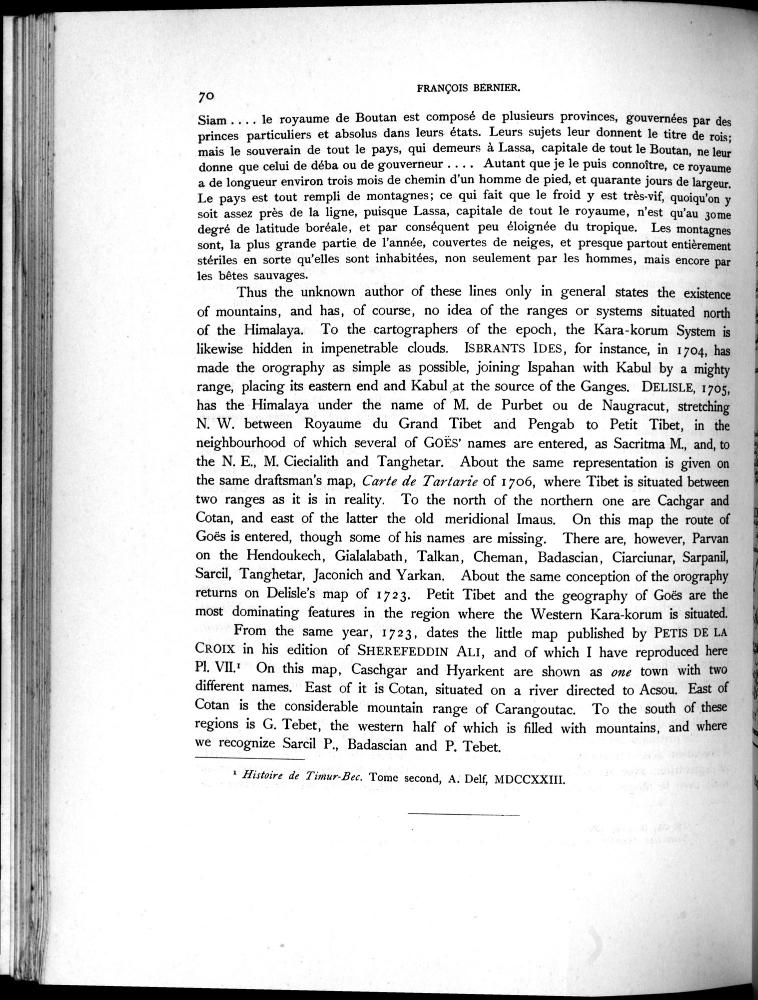 70
FRANÇOIS BERNIER.
Siam .... le royaume de Boutan est composé de plusieurs provinces, gouvernées par des
princes particuliers et absolus dans leurs états. Leurs sujets leur donnent le titre de rois;
mais le souverain de tout le pays, qui demeurs à Lassa, capitale de tout le Boutan, ne leur
donne que celui de déba ou de gouverneur .... Autant que je le puis connoître, ce royaume
a de longueur environ trois mois de chemin d'un homme de pied, et quarante jours de largeur.
Le pays est tout rempli de montagnes; ce qui fait que le froid y est très-vif, quoiqu'on y
soit assez près de la ligne, puisque Lassa, capitale de tout le royaume, n'est qu'au 30me
degré de latitude boréale, et par conséquent peu éloignée du tropique. Les montagnes
sont, la plus grande partie de l'année, couvertes de neiges, et presque partout entièrement
stériles en sorte qu'elles sont inhabitées, non seulement par les hommes, mais encore par
les bêtes sauvages.
Thus the unknown author of these lines only in general states the existence
of mountains, and has, of course, no idea of the ranges or systems situated north
of the Himalaya. To the cartographers of the epoch, the Kara-korum System is
likewise hidden in impenetrable clouds. ISBRANTS IDES, for instance, in 1704, has
made the orography as simple as possible, joining Ispahan with Kabul by a mighty
range, placing its eastern end and Kabul at the source of the Ganges. DELISLE, 1705,
has the Himalaya under the name of M. de Purbet ou de Naugracut, stretching
N. W. between Royaume du Grand Tibet and Pengab to Petit Tibet, in the
neighbourhood of which several of GOËS' names are entered, as Sacritma M., and, to
the N. E., M. Ciecialith and Tanghetar. About the same representation is given on
the same draftsman's map, Carte de Tartarie of 1706, where Tibet is situated between
two ranges as it is in reality. To the north of the northern one are Cachgar and
Cotan, and east of the latter the old meridional Imaus. On this map the route of
Goës is entered, though some of his names are missing. There are, however, Parvan
on the Hendoukech, Gialalabath, Talkan, Cheman, Badascian, Ciarciunar, Sarpanil,
Sarcil, Tanghetar, Jaconich and Yarkan. About the same conception of the orography
returns on Delisle's map of 1723. Petit Tibet and the geography of Goës are the
most dominating features in the region where the Western Kara-korum is situated.
From the same year, 1723, dates the little map published by PETIS DE LA
CROIX in his edition of SHEREFEDDIN ALI, and of which I have reproduced here
Pl. VII.¹ On this map, Caschgar and Hyarkent are shown as one town with two
different names. East of it is Cotan, situated on a river directed to Acsou. East of
Cotan is the considerable mountain range of Carangoutac. To the south of these
regions is G. Tebet, the western half of which is filled with mountains, and where
we recognize Sarcil P., Badascian and P. Tebet.
¹ Histoire de Timur-Bec. Tome second, A. Delf, MDCCXXIII.